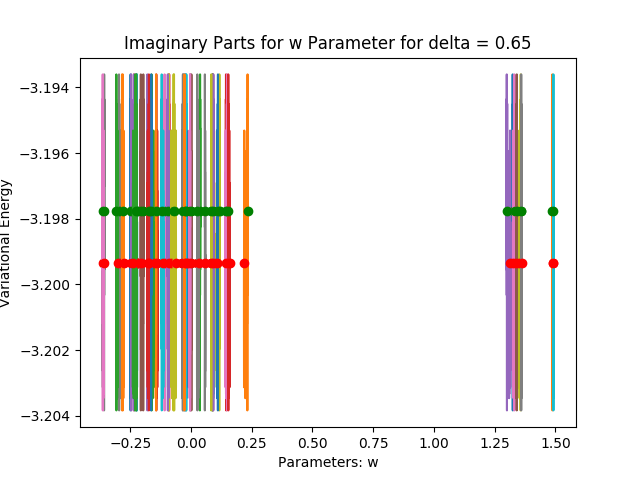 Imaginary Parts for w Parameter for delta = 0.65
Variational Energy
−3.194
−3.196
−3.198
−3.200
−3.202
−3.204
−0.25 0.00 0.25 0.50 0.75 1.00 1.25 1.50
Parameters: w